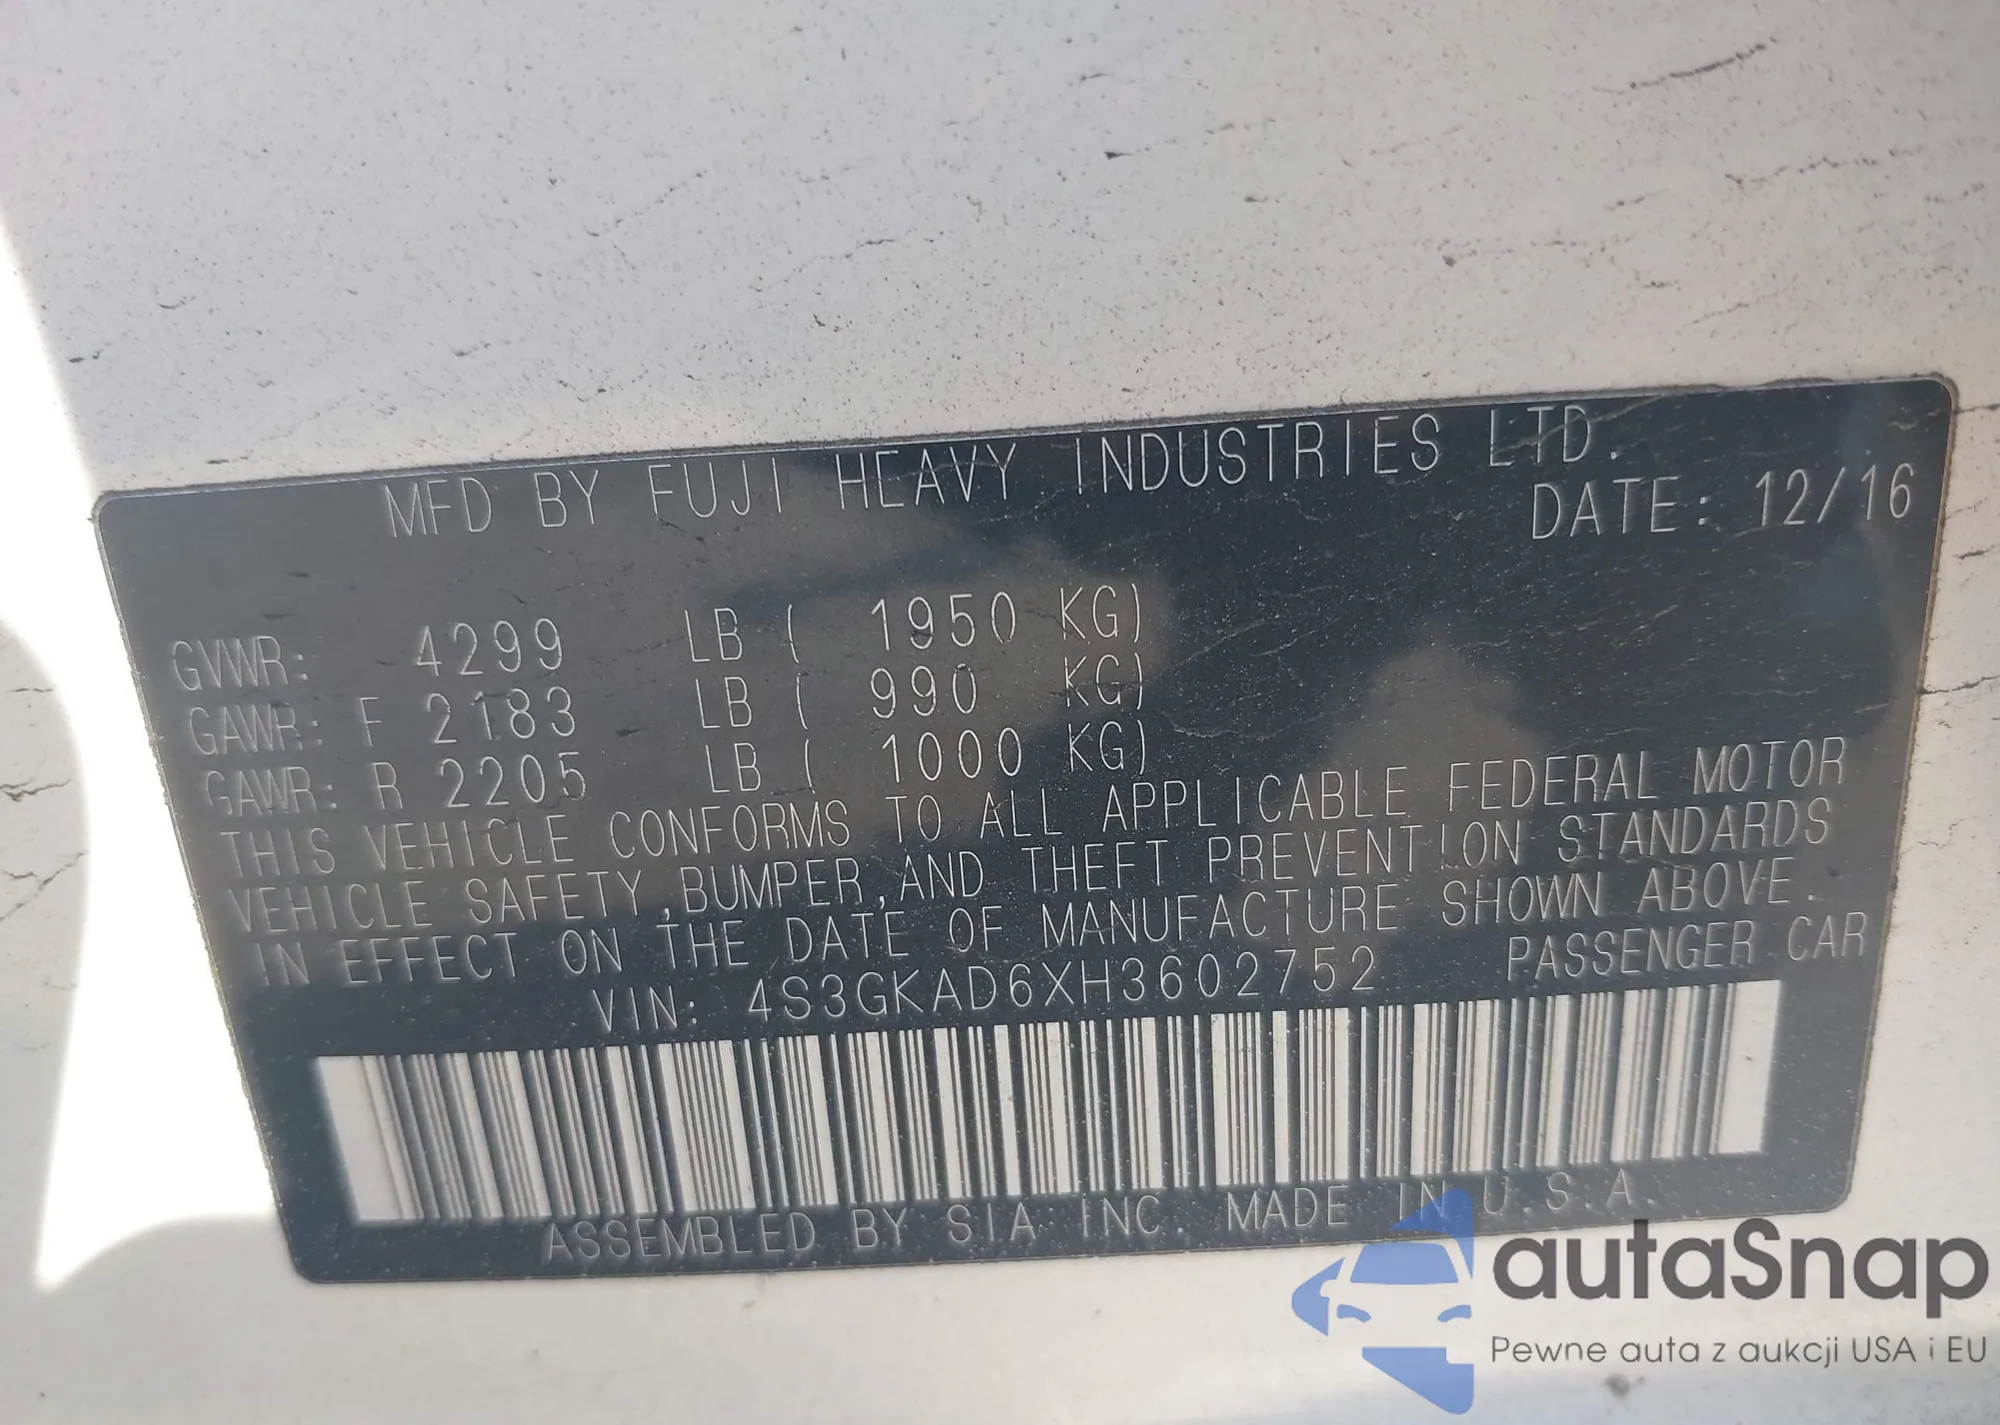 MFD BY FUJI HEAVY INDUSTRIES LTD.
DATE: 12/16
GVWR: 4299 LB ( 1950 KG)
GAWR: F 2183 LB ( 990 KG)
GAWR: R 2205 LB ( 1000 KG)
THIS VEHICLE CONFORMS TO ALL APPLICABLE FEDERAL MOTOR
VEHICLE SAFETY,BUMPER,AND THEFT PREVENTION STANDARDS
IN EFFECT ON THE DATE OF MANUFACTURE SHOWN ABOVE.
VIN: 4S3GKAD6XH3602752 PASSENGER CAR
ASSEMBLED BY SIA INC. MADE IN U.S.A.
autaSnap
Pewne auta z aukcji USA i EU